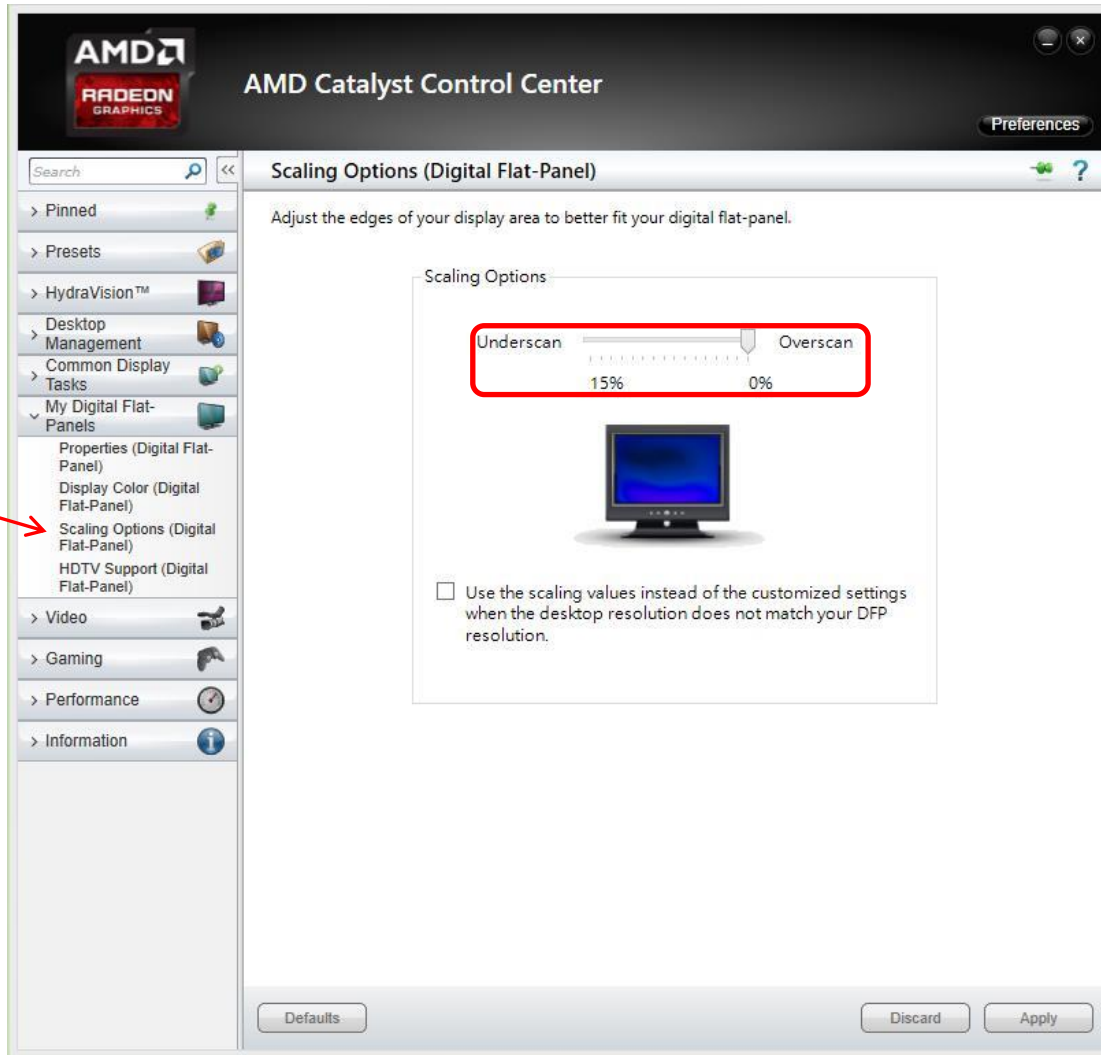 AMD
RADEON
GRAPHICS
AMD Catalyst Control Center
Preferences
Search
<<
Scaling Options (Digital Flat-Panel)
?
> Pinned
> Presets
> HydraVision™
> Desktop
Management
> Common Display
Tasks
My Digital Flat-
Panels
Properties (Digital Flat-
Panel)
Display Color (Digital
Flat-Panel)
Scaling Options (Digital
Flat-Panel)
HDTV Support (Digital
Flat-Panel)
> Video
> Gaming
> Performance
> Information
Adjust the edges of your display area to better fit your digital flat-panel.
Scaling Options
Underscan Overscan
15% 0%
Use the scaling values instead of the customized settings
when the desktop resolution does not match your DFP
resolution.
Defaults Discard Apply